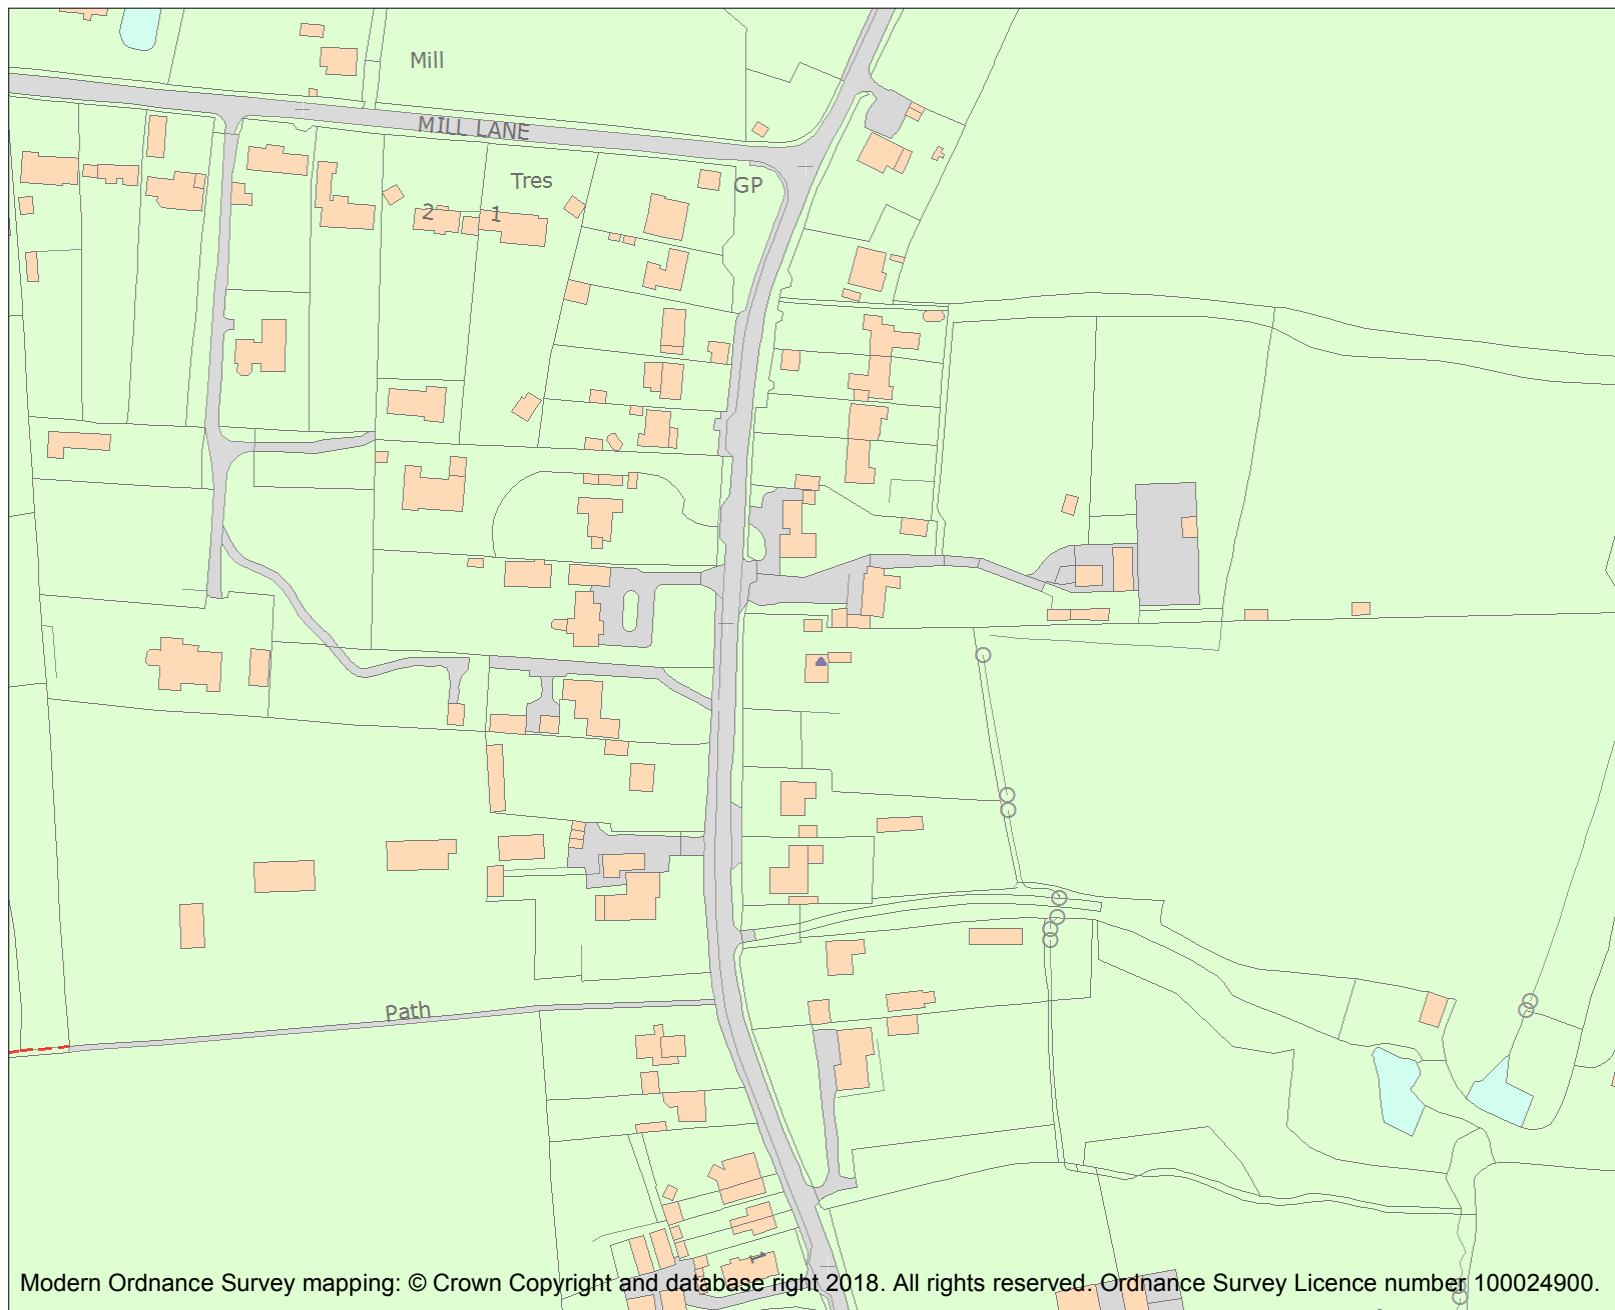 Mill
MILL LANE
Tres
GP
2
1
Path
1
Modern Ordnance Survey mapping: © Crown Copyright and database right 2018. All rights reserved. Ordnance Survey Licence number 100024900.